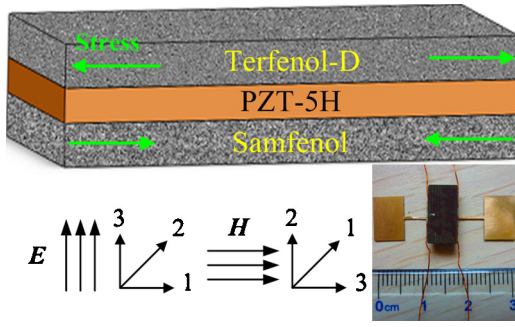 Stress
Terfenol-D
PZT-5H
Samfenol
3 2 H 2 1
E 1 3
0cm 1 2 3